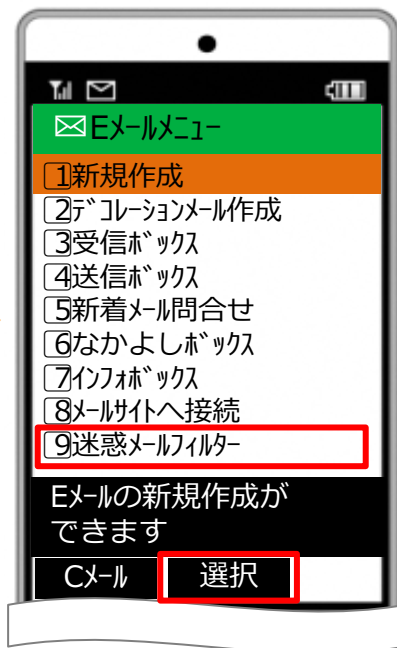 Eﾒｰﾙﾒﾆｭｰ
1新規作成
2ﾃﾞｺﾚｰｼｮﾝﾒｰﾙ作成
3受信ﾎﾞｯｸｽ
4送信ﾎﾞｯｸｽ
5新着ﾒｰﾙ問合せ
6なかよしﾎﾞｯｸｽ
7ｲﾝﾌｫﾎﾞｯｸｽ
8ﾒｰﾙｻｲﾄへ接続
9迷惑ﾒｰﾙﾌｨﾙﾀｰ
Eﾒｰﾙの新規作成が
できます
Cﾒｰﾙ 選択